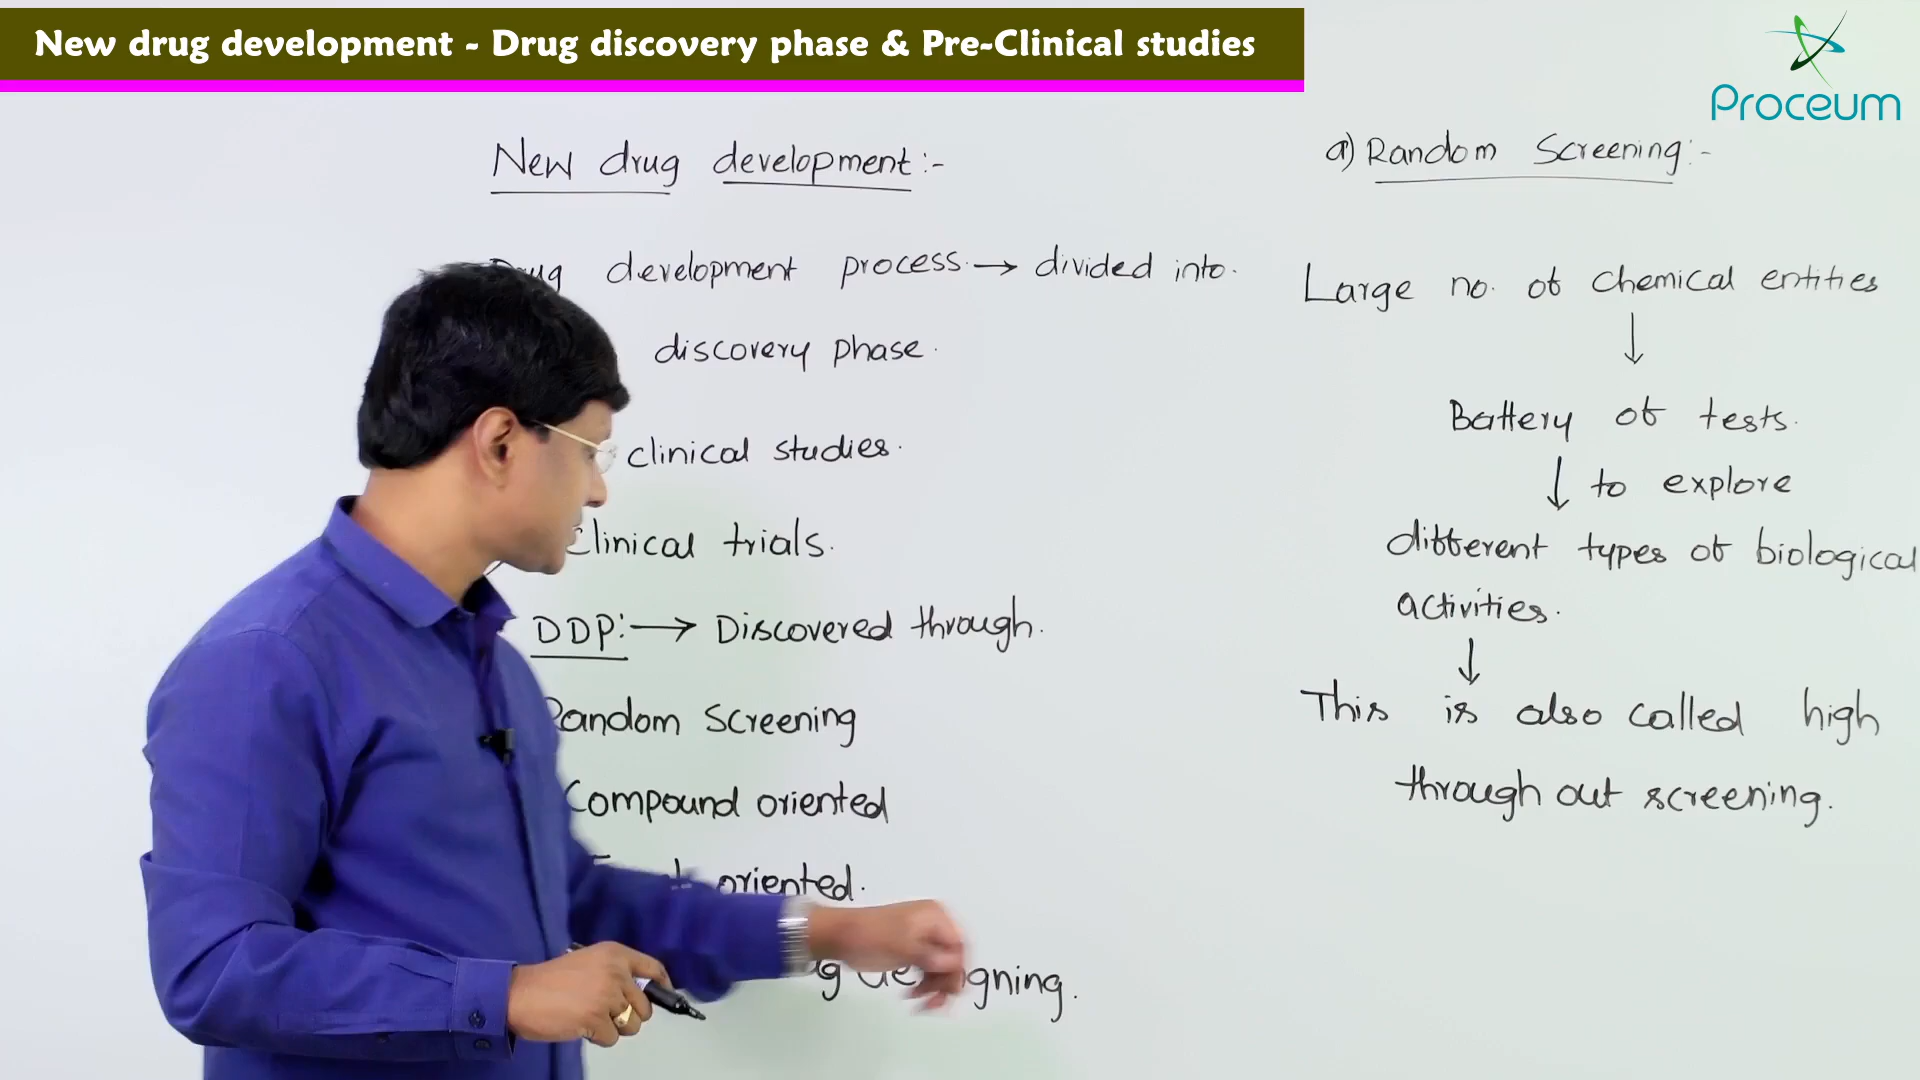 New drug development - Drug discovery phase & Pre-Clinical studies
Proceum
New drug development:-
Drug development process → divided into.
discovery phase.
clinical studies.
Clinical trials.
DDP: → Discovered through.
Random Screening
Compound oriented
oriented.
a) Random Screening:-
Large no. of chemical entities
↓
Battery of tests.
↓ to explore
different types of biological
activities.
↓
This is also called high
through out screening.